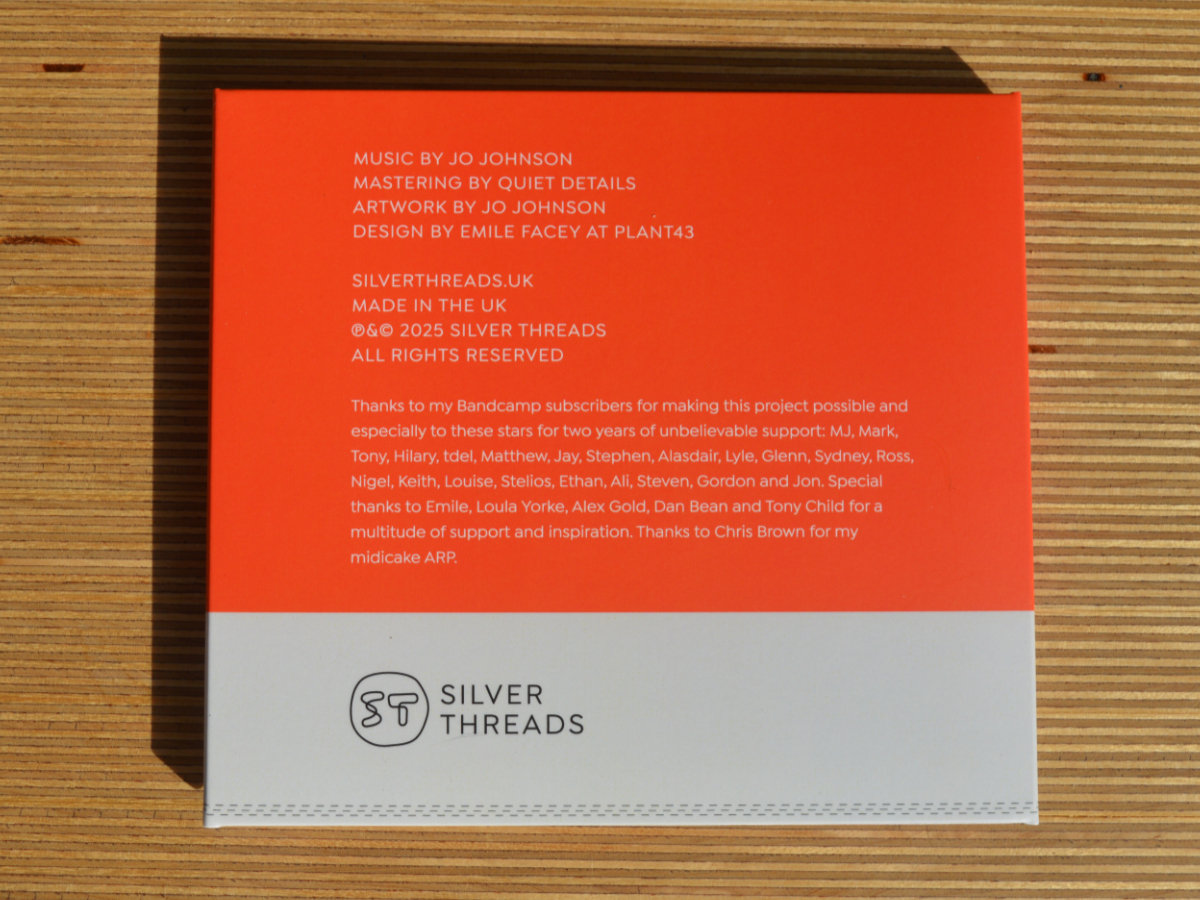 MUSIC BY JO JOHNSON
MASTERING BY QUIET DETAILS
ARTWORK BY JO JOHNSON
DESIGN BY EMILE FACEY AT PLANT43
SILVERTHREADS.UK
MADE IN THE UK
℗&© 2025 SILVER THREADS
ALL RIGHTS RESERVED
Thanks to my Bandcamp subscribers for making this project possible and
especially to these stars for two years of unbelievable support: MJ, Mark,
Tony, Hilary, tdel, Matthew, Jay, Stephen, Alasdair, Lyle, Glenn, Sydney, Ross,
Nigel, Keith, Louise, Stelios, Ethan, Ali, Steven, Gordon and Jon. Special
thanks to Emile, Loula Yorke, Alex Gold, Dan Bean and Tony Child for a
multitude of support and inspiration. Thanks to Chris Brown for my
midicake ARP.
ST SILVER
THREADS